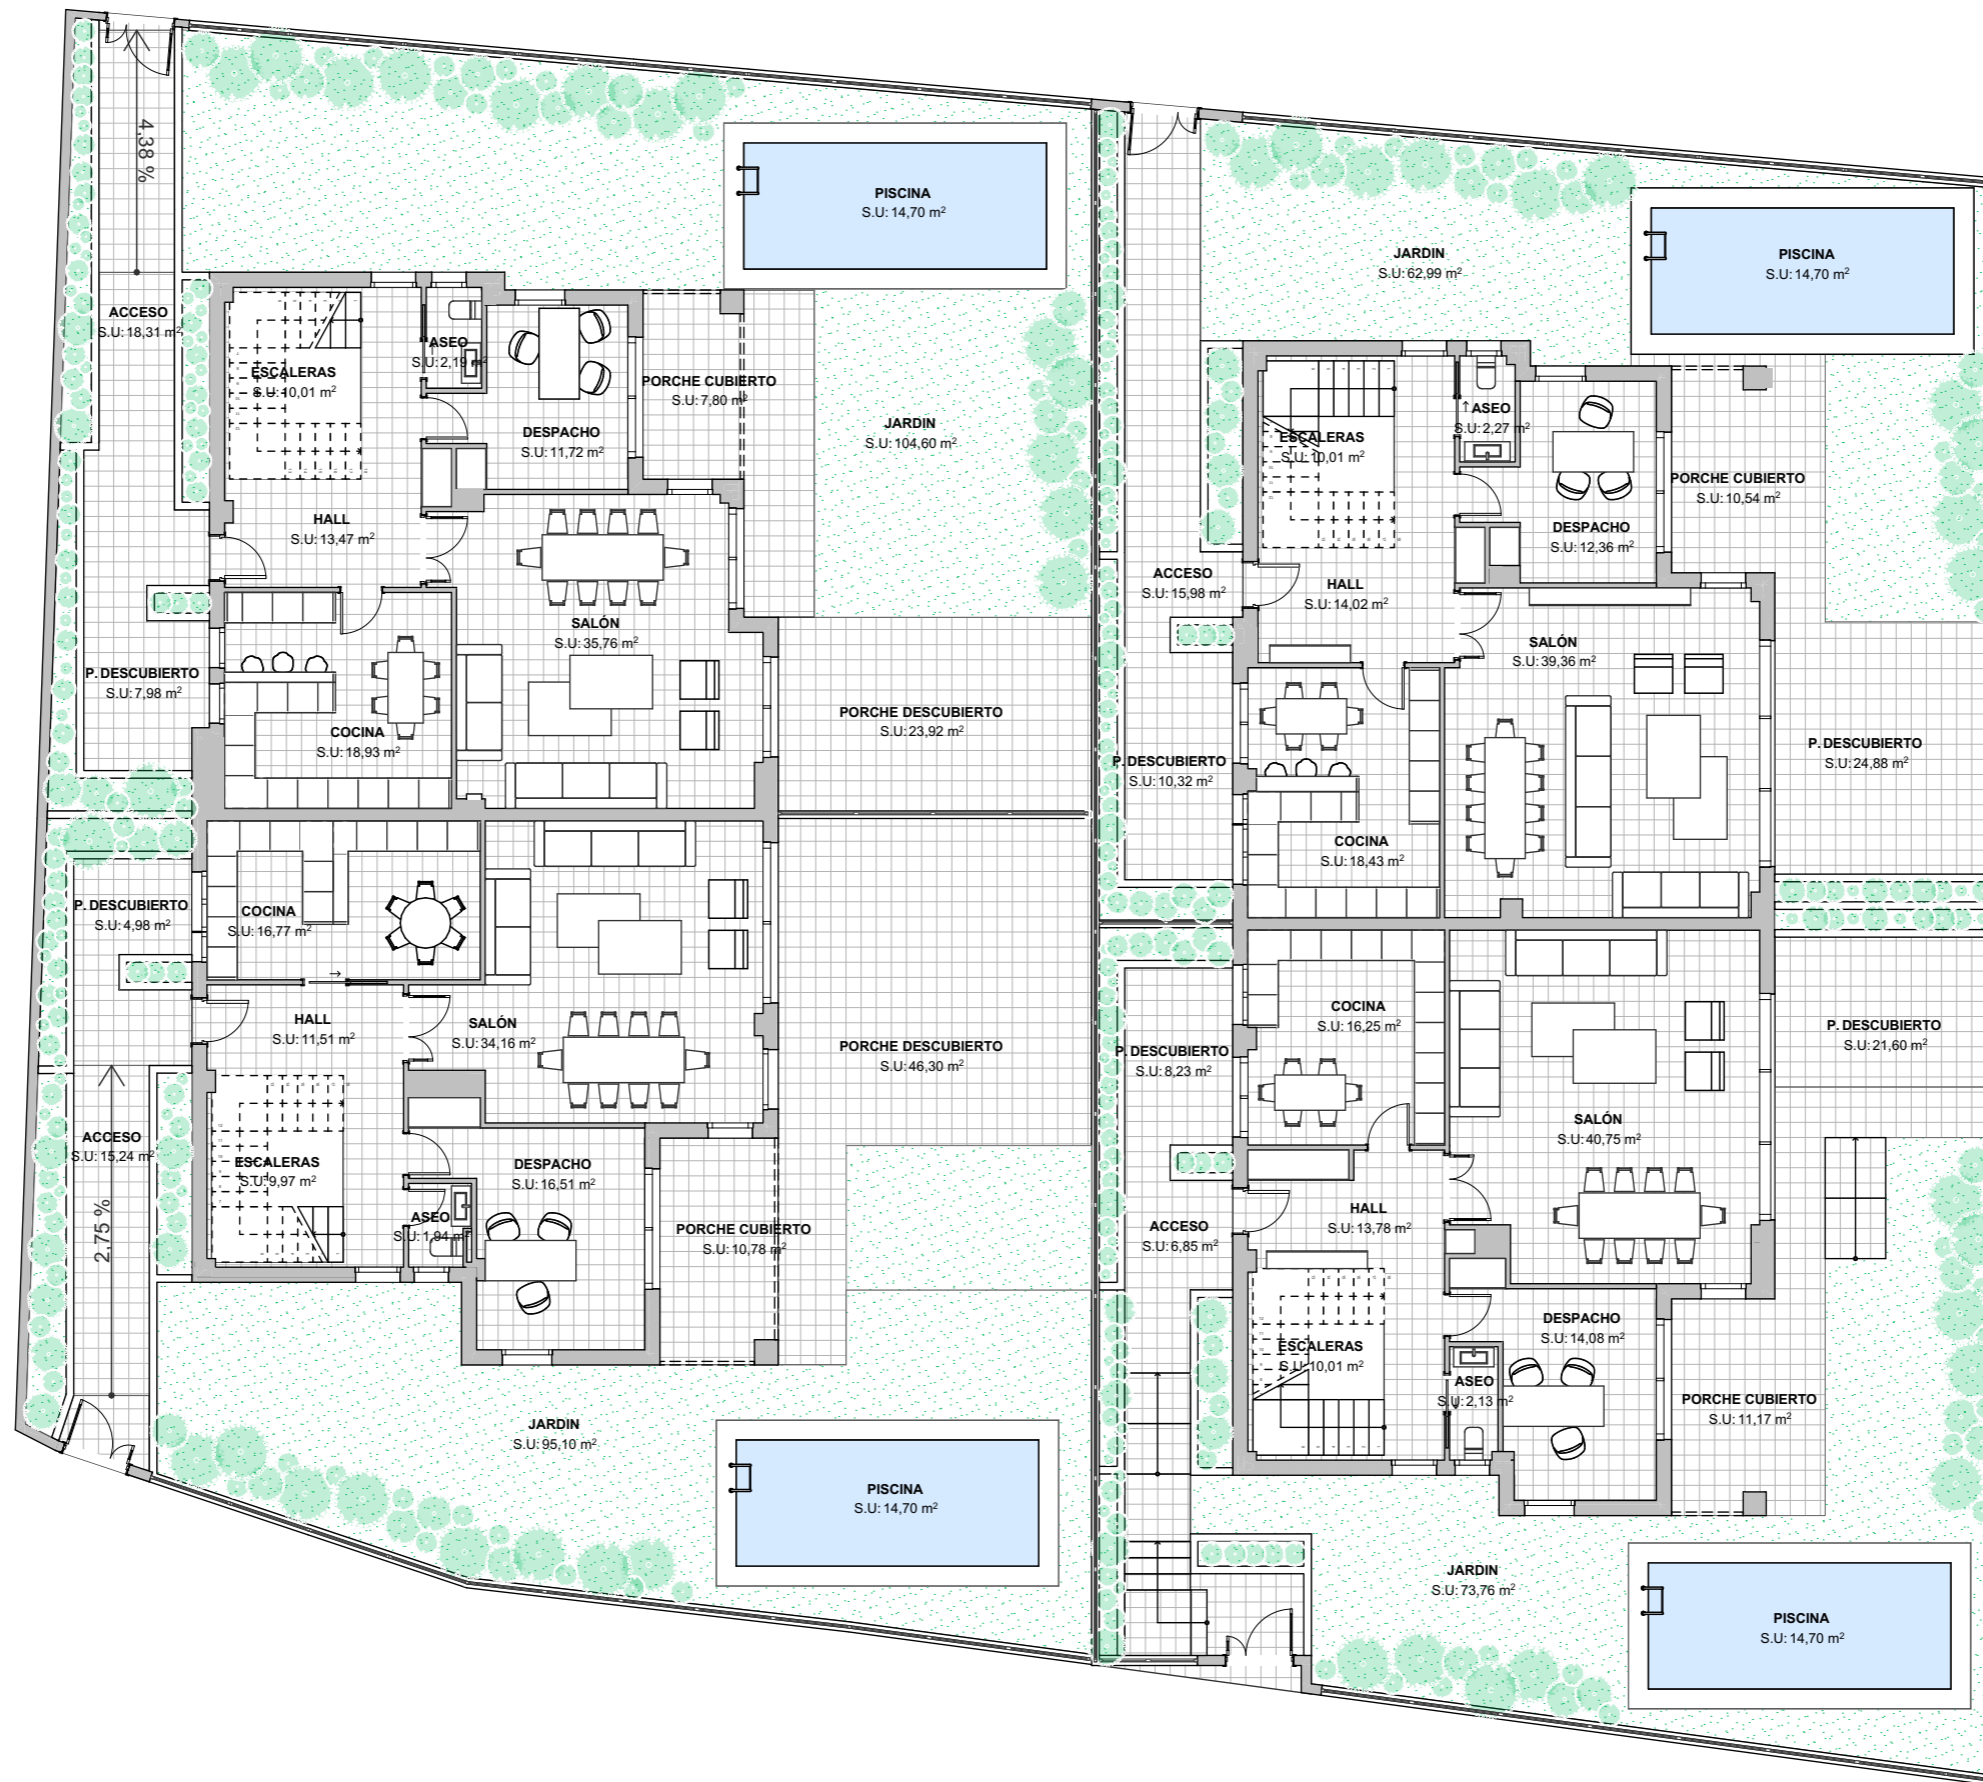 4,38 %
PISCINA
S.U: 14,70 m²
ACCESO
S.U: 18,31 m²
ESCALERAS
S.U: 10,01 m²
ASEO
S.U: 2,19 m²
DESPACHO
S.U: 11,72 m²
PORCHE CUBIERTO
S.U: 7,80 m²
JARDIN
S.U: 104,60 m²
HALL
S.U: 13,47 m²
SALÓN
S.U: 35,76 m²
P. DESCUBIERTO
S.U: 7,98 m²
COCINA
S.U: 18,93 m²
PORCHE DESCUBIERTO
S.U: 23,92 m²
JARDIN
S.U: 62,99 m²
PISCINA
S.U: 14,70 m²
ESCALERAS
S.U: 10,01 m²
ASEO
S.U: 2,27 m²
DESPACHO
S.U: 12,36 m²
PORCHE CUBIERTO
S.U: 10,54 m²
ACCESO
S.U: 15,98 m²
HALL
S.U: 14,02 m²
SALÓN
S.U: 39,36 m²
P. DESCUBIERTO
S.U: 10,32 m²
COCINA
S.U: 18,43 m²
P. DESCUBIERTO
S.U: 24,88 m²
P. DESCUBIERTO
S.U: 4,98 m²
COCINA
S.U: 16,77 m²
HALL
S.U: 11,51 m²
SALÓN
S.U: 34,16 m²
PORCHE DESCUBIERTO
S.U: 46,30 m²
ACCESO
S.U: 15,24 m²
2,75 %
ESCALERAS
S.U: 9,97 m²
DESPACHO
S.U: 16,51 m²
ASEO
S.U: 1,94 m²
PORCHE CUBIERTO
S.U: 10,78 m²
JARDIN
S.U: 95,10 m²
PISCINA
S.U: 14,70 m²
COCINA
S.U: 16,25 m²
P. DESCUBIERTO
S.U: 8,23 m²
P. DESCUBIERTO
S.U: 21,60 m²
SALÓN
S.U: 40,75 m²
ACCESO
S.U: 6,85 m²
HALL
S.U: 13,78 m²
ESCALERAS
S.U: 10,01 m²
DESPACHO
S.U: 14,08 m²
ASEO
S.U: 2,13 m²
PORCHE CUBIERTO
S.U: 11,17 m²
JARDIN
S.U: 73,76 m²
PISCINA
S.U: 14,70 m²